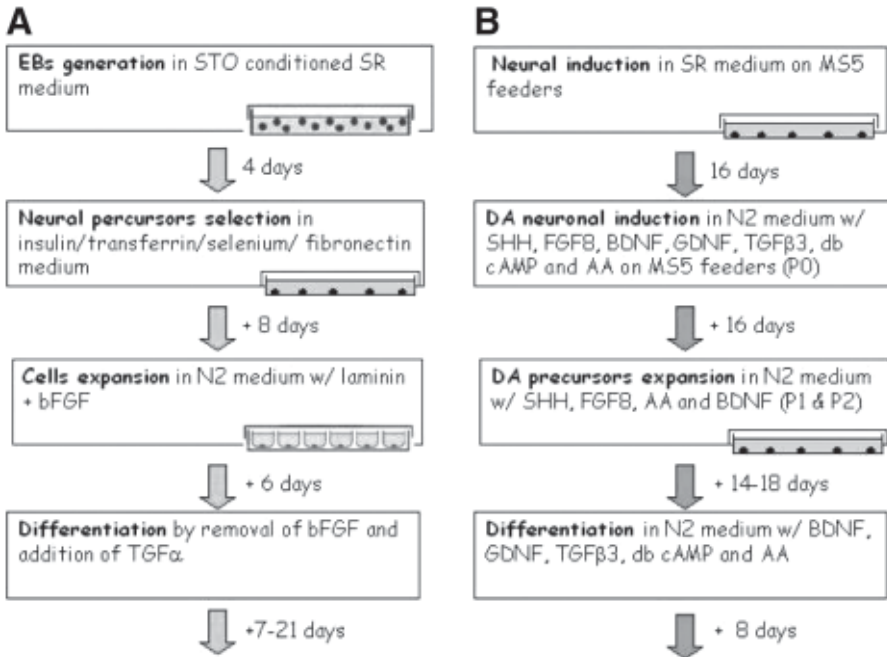 A
EBs generation in STO conditioned SR
medium
4 days
Neural percursors selection in
insulin/transferrin/selenium/ fibronectin
medium
+ 8 days
Cells expansion in N2 medium w/ laminin
+ bFGF
+ 6 days
Differentiation by removal of bFGF and
addition of TGFα
+7-21 days
B
Neural induction in SR medium on MS5
feeders
16 days
DA neuronal induction in N2 medium w/
SHH, FGF8, BDNF, GDNF, TGFβ3, db
cAMP and AA on MS5 feeders (P0)
+ 16 days
DA precursors expansion in N2 medium
w/ SHH, FGF8, AA and BDNF (P1 & P2)
+ 14-18 days
Differentiation in N2 medium w/ BDNF,
GDNF, TGFβ3, db cAMP and AA
+ 8 days